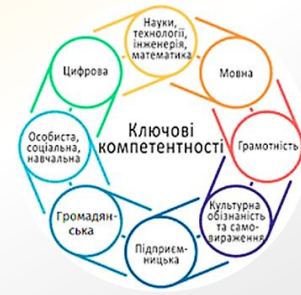 Науки,
технології,
інженерія,
математика
Мовна
Грамотність
Культурна
обізнаність
та само-
вираження
Підприєм-
ницька
Громадян-
ська
Особиста,
соціальна,
навчальна
Цифрова
Ключові
компетентності